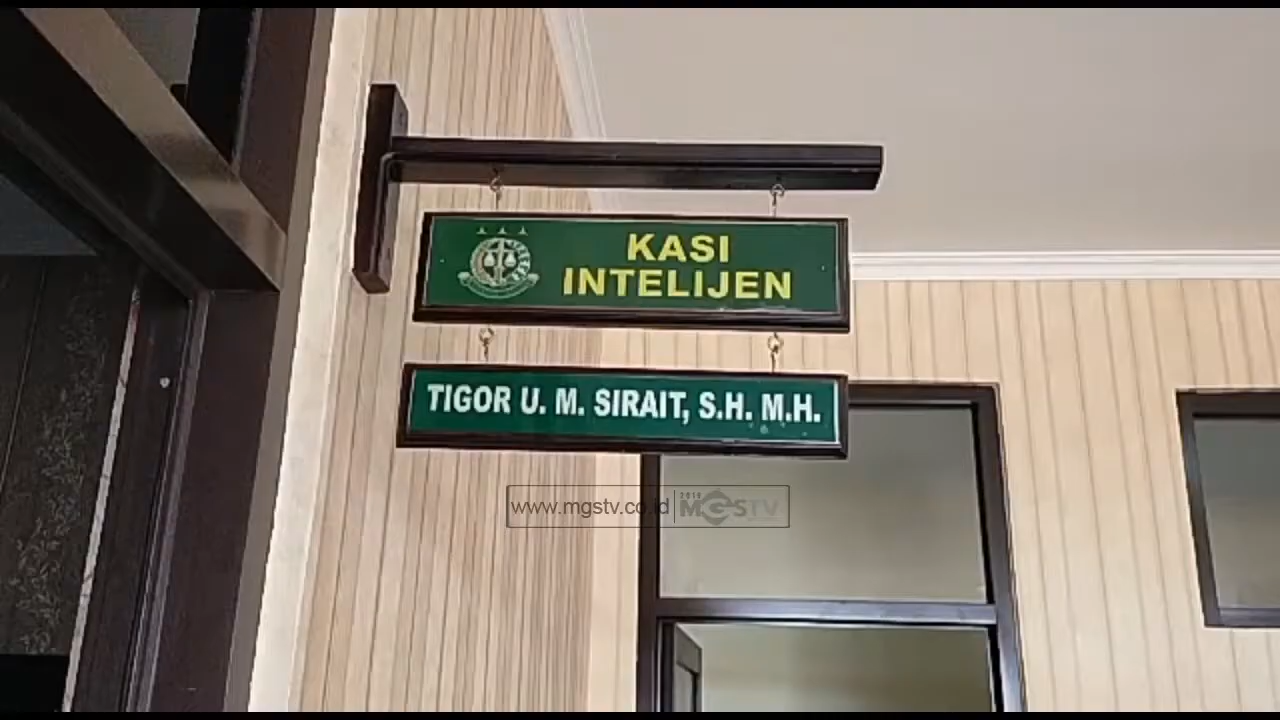 KASI
INTELIJEN
TIGOR U. M. SIRAIT, S.H. M.H.
www.mgstv.co.id
MGSTV